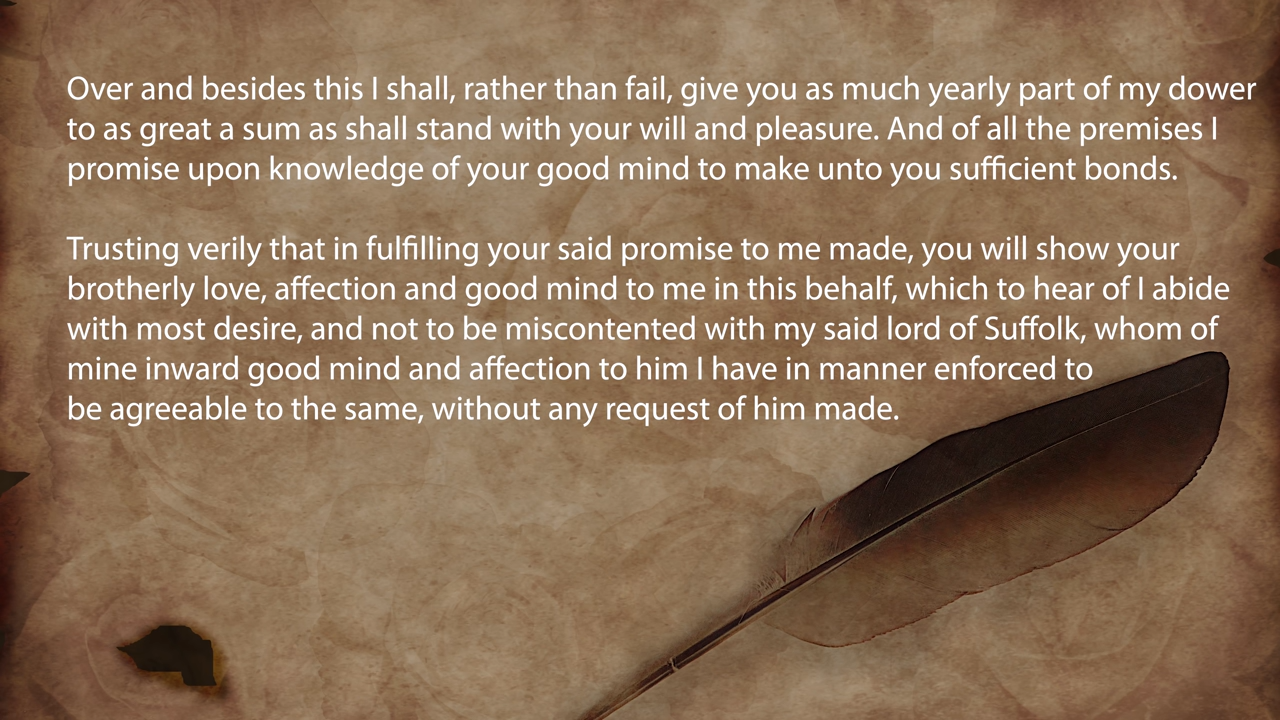 Over and besides this I shall, rather than fail, give you as much yearly part of my dower
to as great a sum as shall stand with your will and pleasure. And of all the premises I
promise upon knowledge of your good mind to make unto you sufficient bonds.
Trusting verily that in fulfilling your said promise to me made, you will show your
brotherly love, affection and good mind to me in this behalf, which to hear of I abide
with most desire, and not to be miscontented with my said lord of Suffolk, whom of
mine inward good mind and affection to him I have in manner enforced to
be agreeable to the same, without any request of him made.